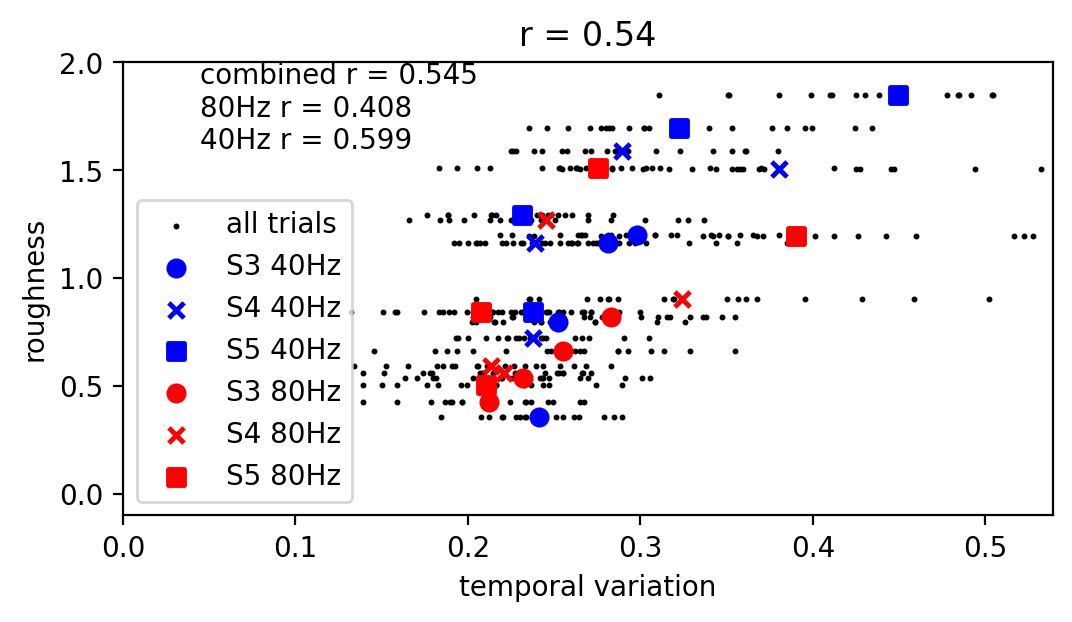 r = 0.54
combined r = 0.545
80Hz r = 0.408
40Hz r = 0.599
all trials
S3 40Hz
S4 40Hz
S5 40Hz
S3 80Hz
S4 80Hz
S5 80Hz
roughness
2.0
1.5
1.0
0.5
0.0
0.0 0.1 0.2 0.3 0.4 0.5
temporal variation